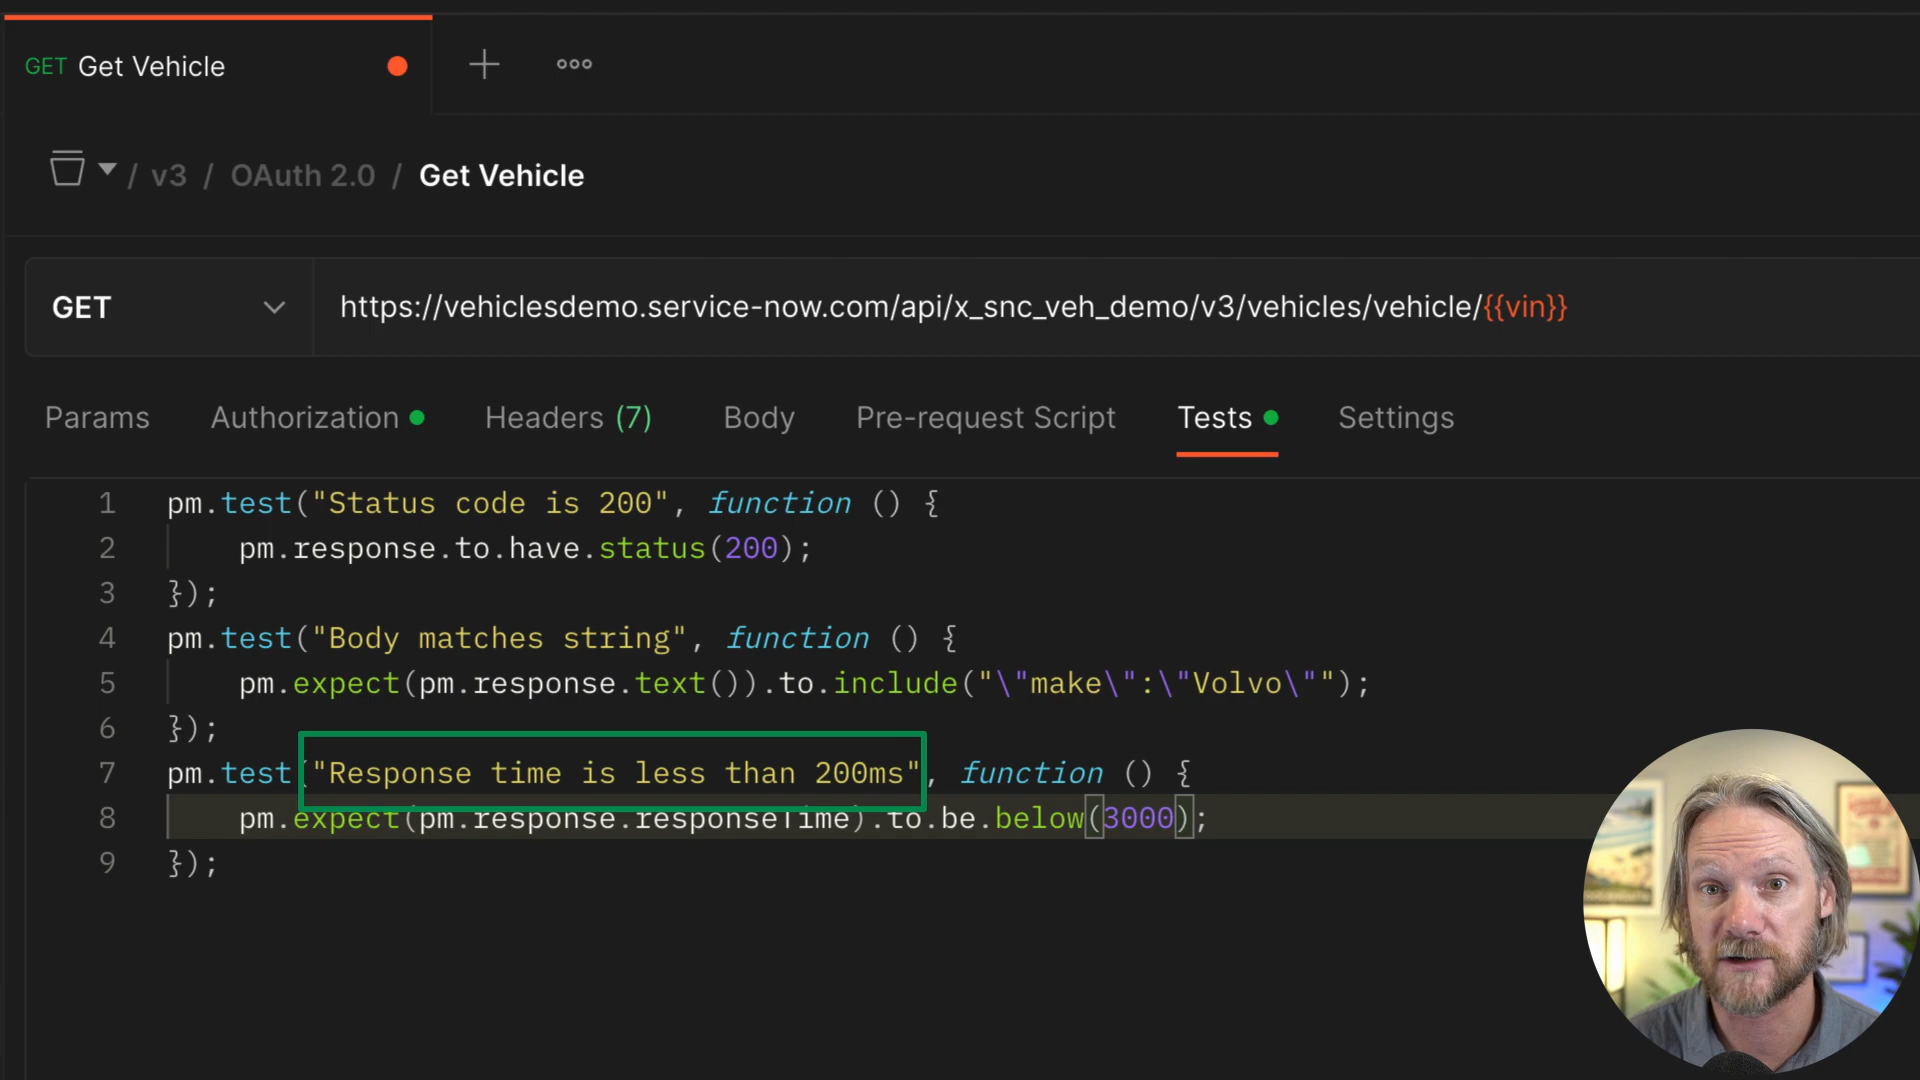 GET Get Vehicle
/ v3 / OAuth 2.0 / Get Vehicle
GET https://vehiclesdemo.service-now.com/api/x_snc_veh_demo/v3/vehicles/vehicle/{{vin}}
Params Authorization Headers (7) Body Pre-request Script Tests Settings
1 pm.test("Status code is 200", function () {
2 pm.response.to.have.status(200);
3 });
4 pm.test("Body matches string", function () {
5 pm.expect(pm.response.text()).to.include("\"make\":\"Volvo\"");
6 });
7 pm.test("Response time is less than 200ms", function () {
8 pm.expect(pm.response.responseTime).to.be.below(3000);
9 });